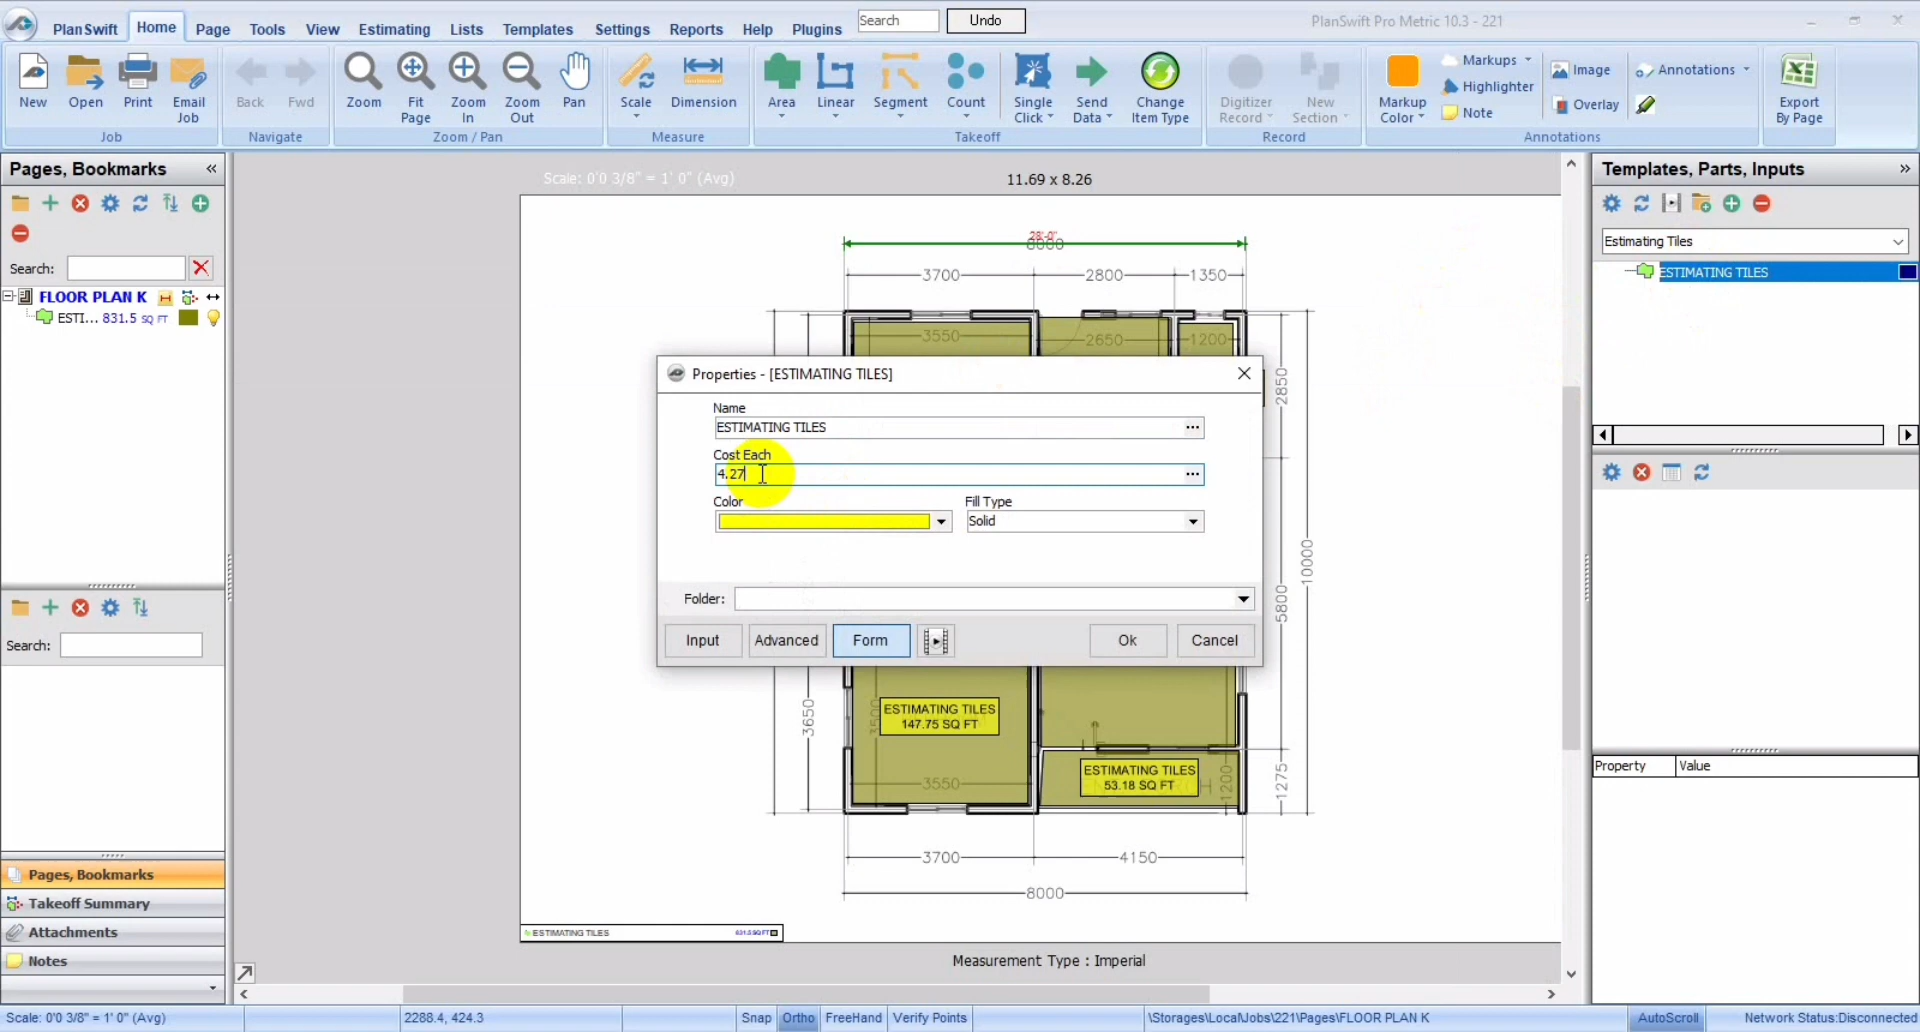 PlanSwift Home Page Tools View Estimating Lists Templates Settings Reports Help Plugins Search Undo PlanSwift Pro Metric 10.3 - 221
New Open Print Email Job Back Fwd Zoom Fit Page Zoom In Zoom Out Pan Scale Dimension Area Linear Segment Count Single Click Send Data Change Item Type Digitizer Record New Section Markup Color Markups Highlighter Note Image Overlay Annotations Export By Page
Job Navigate Zoom / Pan Measure Takeoff Record Annotations
Pages, Bookmarks
Search:
FLOOR PLAN K
ESTI... 831.5 SQ FT
Search:
Pages, Bookmarks
Takeoff Summary
Attachments
Notes
Scale: 0'0 3/8" = 1' 0" (Avg)
11.69 x 8.26
28'-0"
8000
3700 2800 1350
3550 2650 1200
2850
Properties - [ESTIMATING TILES]
Name
ESTIMATING TILES
Cost Each
4.27
Color Fill Type
Solid
Folder:
Input Advanced Form Ok Cancel
10000
5800
ESTIMATING TILES
147.75 SQ FT
3650
3500
ESTIMATING TILES
53.18 SQ FT
3550
1200
1275
3700 4150
8000
ESTIMATING TILES 831.5 SQ FT
Measurement Type : Imperial
Templates, Parts, Inputs
Estimating Tiles
ESTIMATING TILES
Property Value
Scale: 0'0 3/8" = 1' 0" (Avg) 2288.4, 424.3 Snap Ortho FreeHand Verify Points \Storages\Local\Jobs\221\Pages\FLOOR PLAN K AutoScroll Network Status:Disconnected